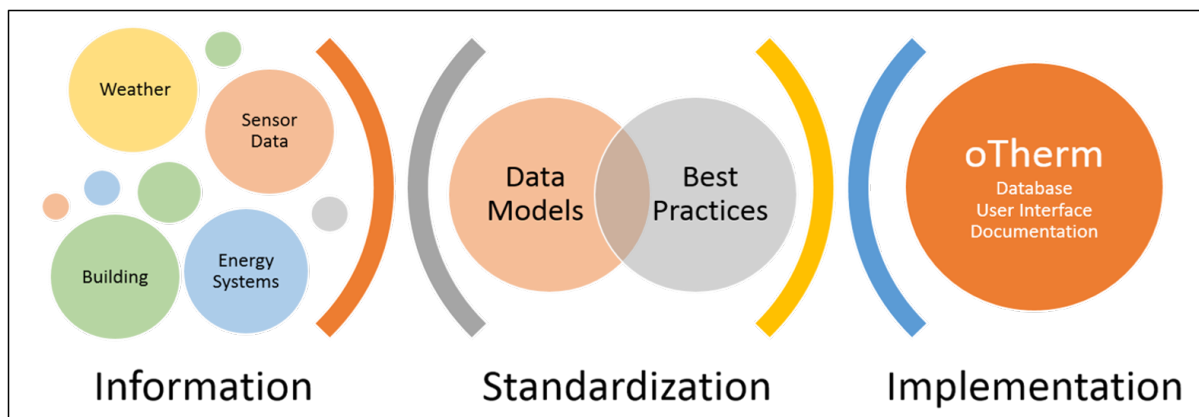 Weather
Sensor
Data
Building
Energy
Systems
Information
Data
Models
Best
Practices
Standardization
oTherm
Database
User Interface
Documentation
Implementation